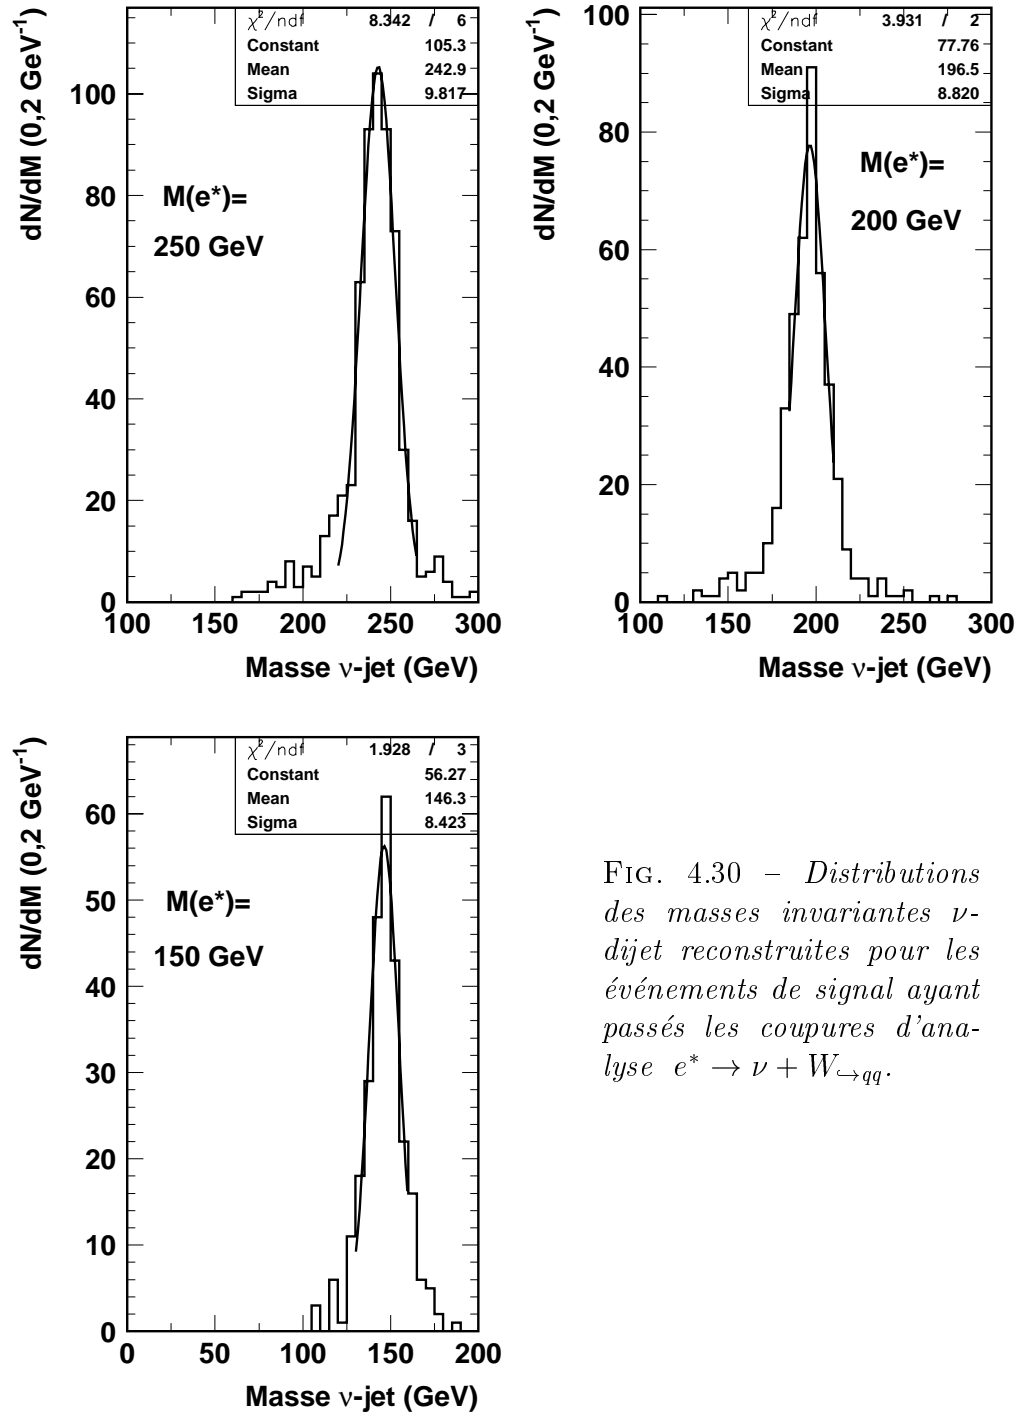 dN/dM (0,2 GeV⁻¹)
χ²/ndf 8.342 / 6
Constant 105.3
Mean 242.9
Sigma 9.817
M(e*)=
250 GeV
100
80
60
40
20
0
100 150 200 250 300
Masse ν-jet (GeV)
dN/dM (0,2 GeV⁻¹)
χ²/ndf 3.931 / 2
Constant 77.76
Mean 196.5
Sigma 8.820
M(e*)=
200 GeV
100
80
60
40
20
0
100 150 200 250 300
Masse ν-jet (GeV)
dN/dM (0,2 GeV⁻¹)
χ²/ndf 1.928 / 3
Constant 56.27
Mean 146.3
Sigma 8.423
M(e*)=
150 GeV
60
50
40
30
20
10
0
0 50 100 150 200
Masse ν-jet (GeV)
FIG. 4.30 – Distributions
des masses invariantes ν-
dijet reconstruites pour les
événements de signal ayant
passés les coupures d'ana-
lyse e* → ν + W↪qq.